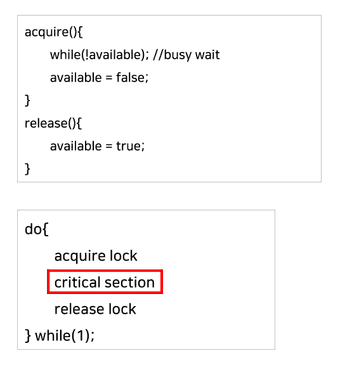 acquire(){
while(!available); //busy wait
available = false;
}
release(){
available = true;
}
do{
acquire lock
critical section
release lock
} while(1);